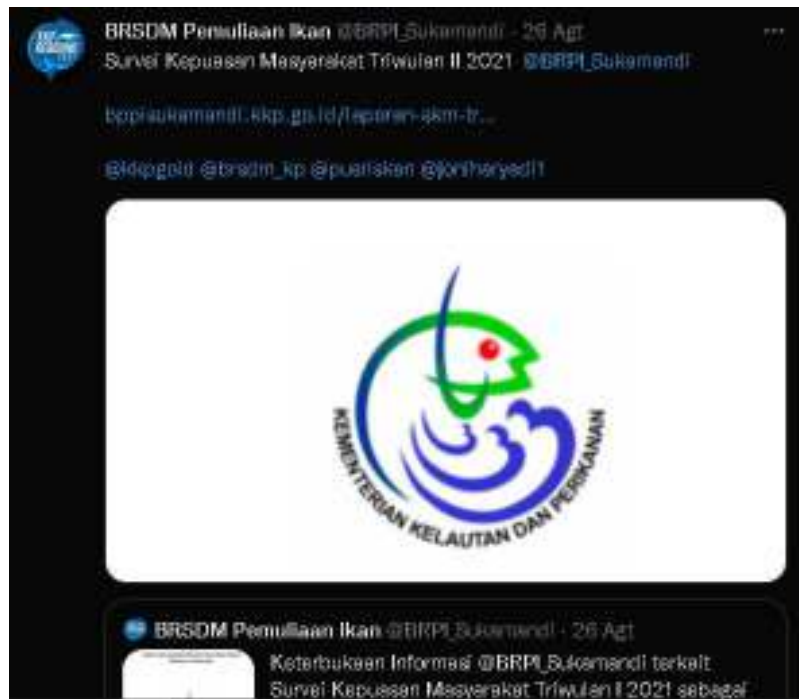 BRSDM Pemuliaan Ikan @BRPI_Sukamandi · 26 Agt
Survei Kepuasan Masyarakat Triwulan II 2021 @BRPI_Sukamandi
bppisukamandi.kkp.go.id/laporan-skm-tr...
@kkpgoid @brsdm_kp @pusriskan @joniharyadi1
KEMENTERIAN KELAUTAN DAN PERIKANAN
BRSDM Pemuliaan Ikan @BRPI_Sukamandi · 26 Agt
Keterbukaan Informasi @BRPI_Sukamandi terkait
Survei Kepuasan Masyarakat Triwulan I 2021 sebagai